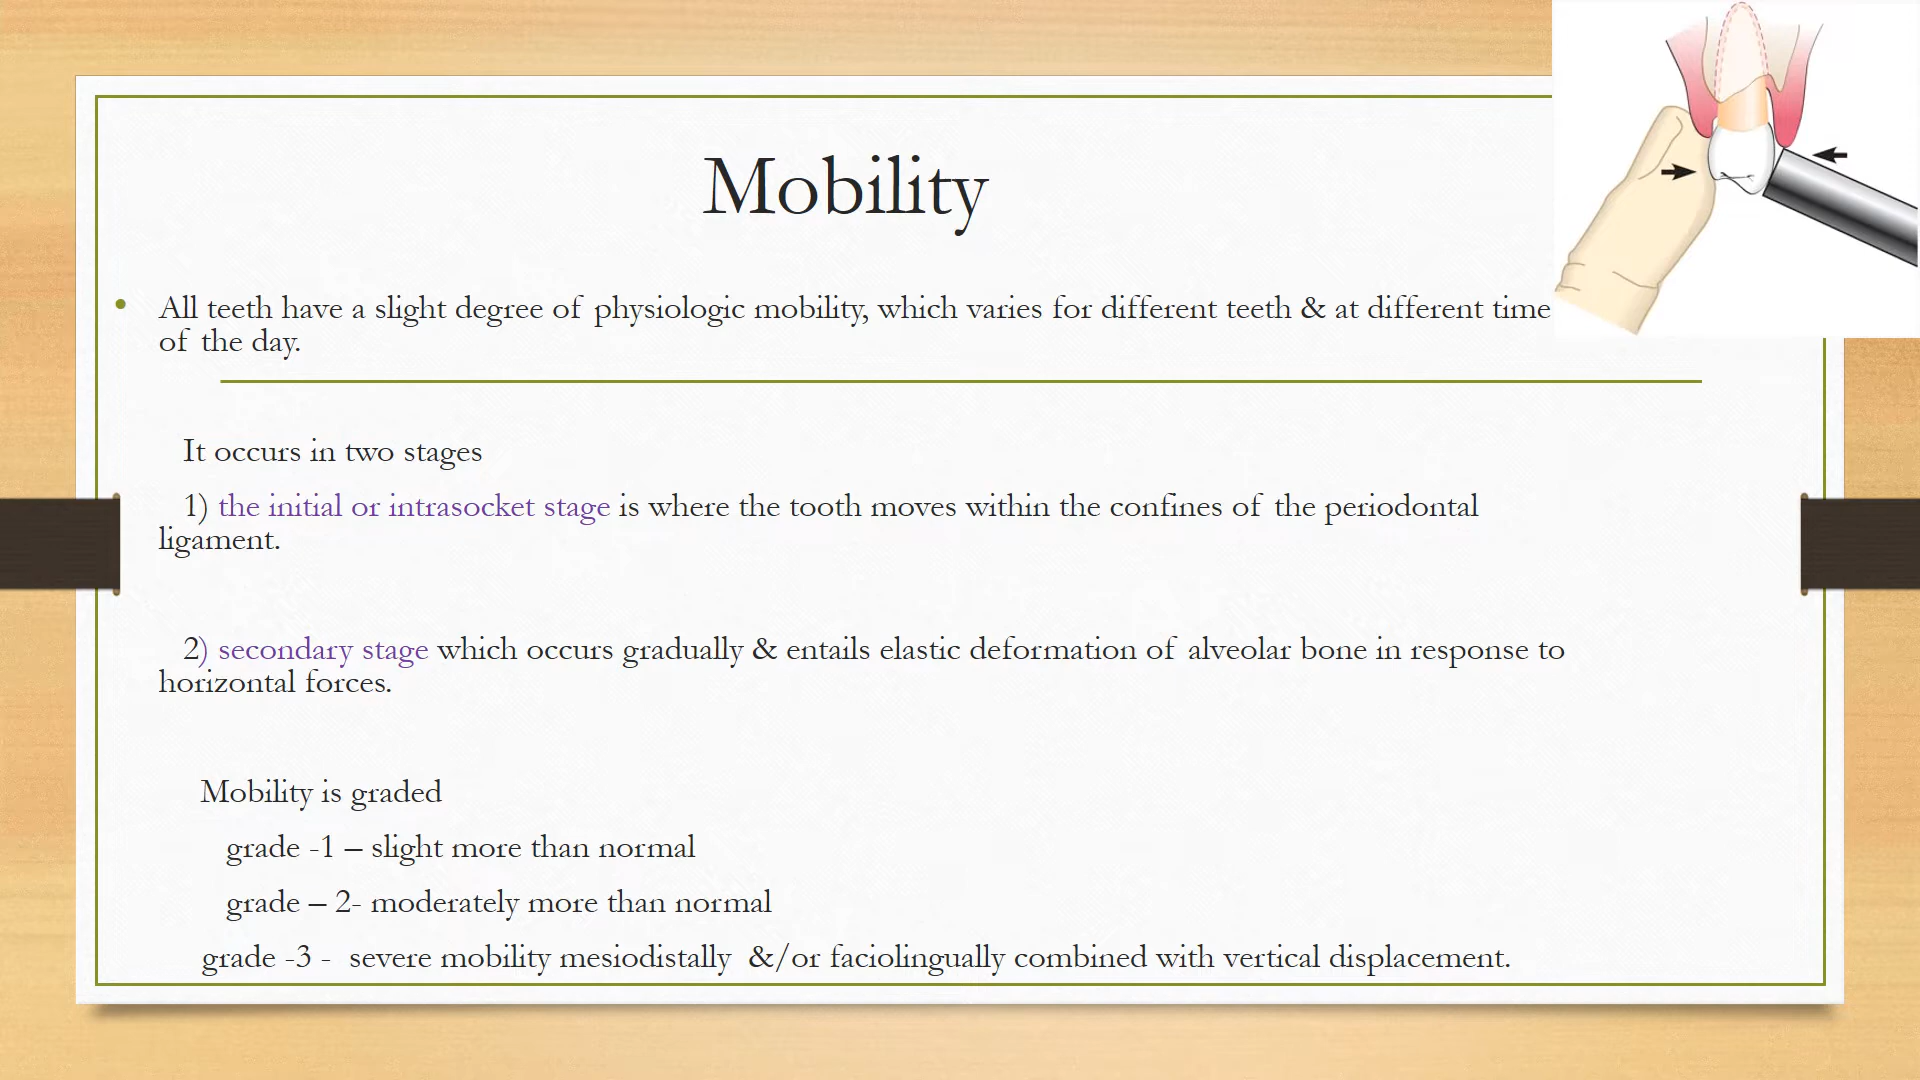 Mobility
• All teeth have a slight degree of physiologic mobility, which varies for different teeth & at different time
of the day.
It occurs in two stages
1) the initial or intrasocket stage is where the tooth moves within the confines of the periodontal
ligament.
2) secondary stage which occurs gradually & entails elastic deformation of alveolar bone in response to
horizontal forces.
Mobility is graded
grade -1 – slight more than normal
grade – 2- moderately more than normal
grade -3 - severe mobility mesiodistally &/or faciolingually combined with vertical displacement.